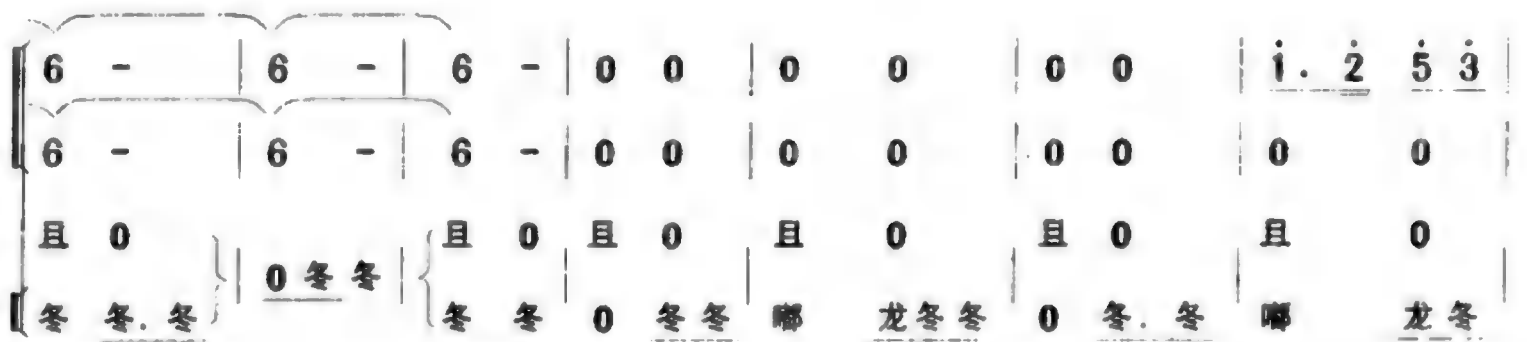 6 - | 6 - | 6 - | 0 0 | 0 0 | 0 0 | i. 2 5 3 |
6 - | 6 - | 6 - | 0 0 | 0 0 | 0 0 | 0 0 |
且 0 且 0 且 0 且 0 且 0 且 0
0 冬 冬
冬 冬. 冬 冬 冬 0 冬 冬 嘟 龙 冬 冬 0 冬. 冬 嘟 龙 冬